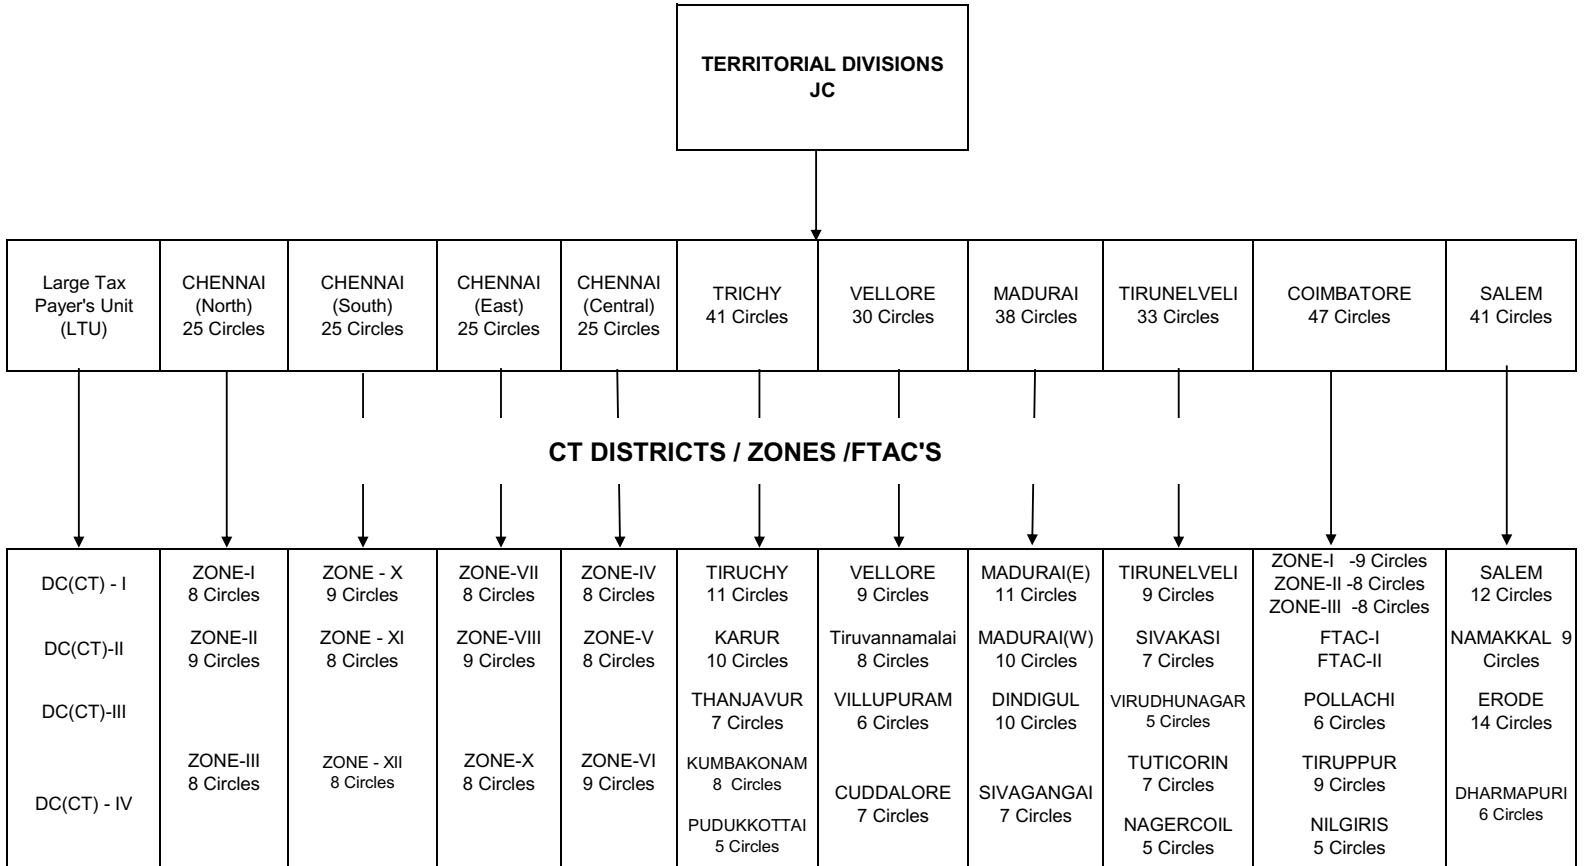 TERRITORIAL DIVISIONS
JC
Large Tax
Payer's Unit
(LTU)
CHENNAI
(North)
25 Circles
CHENNAI
(South)
25 Circles
CHENNAI
(East)
25 Circles
CHENNAI
(Central)
25 Circles
TRICHY
41 Circles
VELLORE
30 Circles
MADURAI
38 Circles
TIRUNELVELI
33 Circles
COIMBATORE
47 Circles
SALEM
41 Circles
CT DISTRICTS / ZONES /FTAC'S
DC(CT) - I
DC(CT)-II
DC(CT)-III
DC(CT) - IV
ZONE-I
8 Circles
ZONE-II
9 Circles
ZONE-III
8 Circles
ZONE - X
9 Circles
ZONE - XI
8 Circles
ZONE - XII
8 Circles
ZONE-VII
8 Circles
ZONE-VIII
9 Circles
ZONE-X
8 Circles
ZONE-IV
8 Circles
ZONE-V
8 Circles
ZONE-VI
9 Circles
TIRUCHY
11 Circles
KARUR
10 Circles
THANJAVUR
7 Circles
KUMBAKONAM
8 Circles
PUDUKKOTTAI
5 Circles
VELLORE
9 Circles
Tiruvannamalai
8 Circles
VILLUPURAM
6 Circles
CUDDALORE
7 Circles
MADURAI(E)
11 Circles
MADURAI(W)
10 Circles
DINDIGUL
10 Circles
SIVAGANGAI
7 Circles
TIRUNELVELI
9 Circles
SIVAKASI
7 Circles
VIRUDHUNAGAR
5 Circles
TUTICORIN
7 Circles
NAGERCOIL
5 Circles
ZONE-I -9 Circles
ZONE-II -8 Circles
ZONE-III -8 Circles
FTAC-I
FTAC-II
POLLACHI
6 Circles
TIRUPPUR
9 Circles
NILGIRIS
5 Circles
SALEM
12 Circles
NAMAKKAL 9
Circles
ERODE
14 Circles
DHARMAPURI
6 Circles